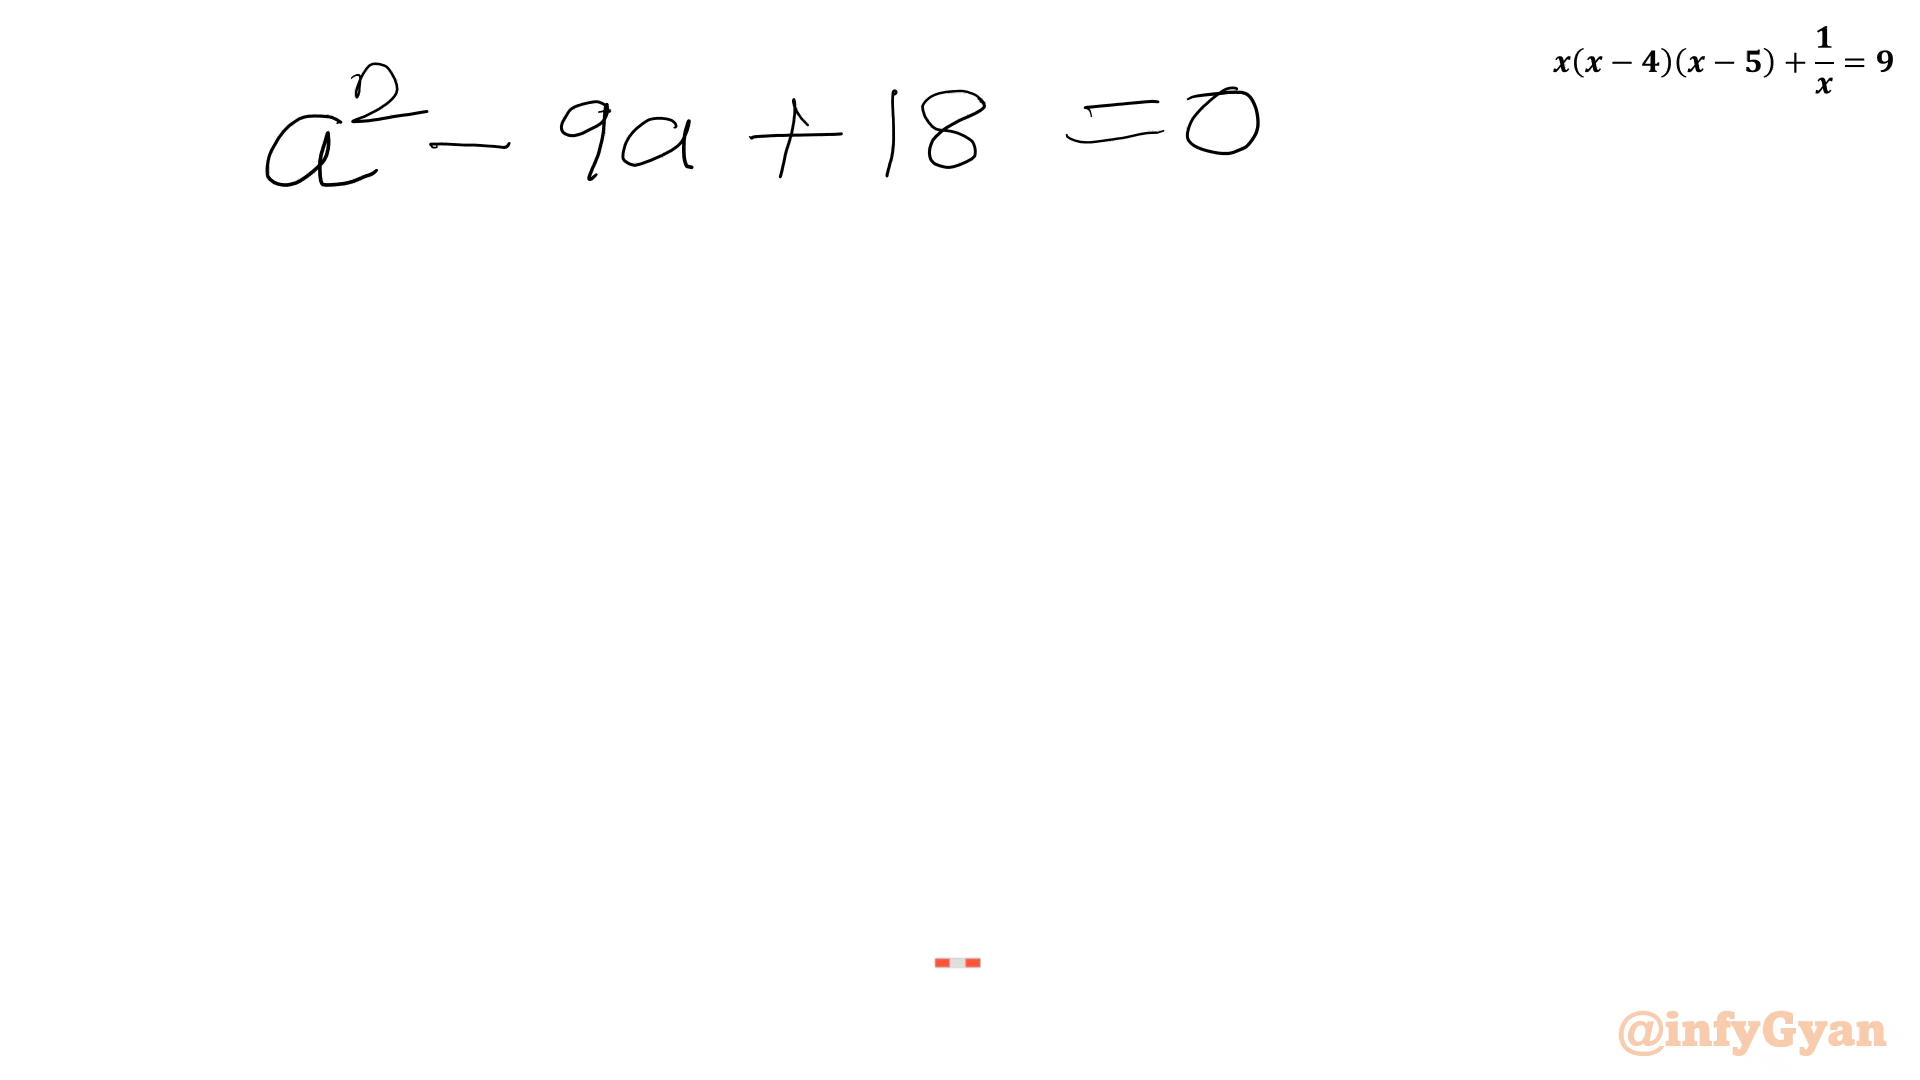 x(x − 4)(x − 5) + 1/x = 9
a² − 9a + 18 = 0
@infyGyan